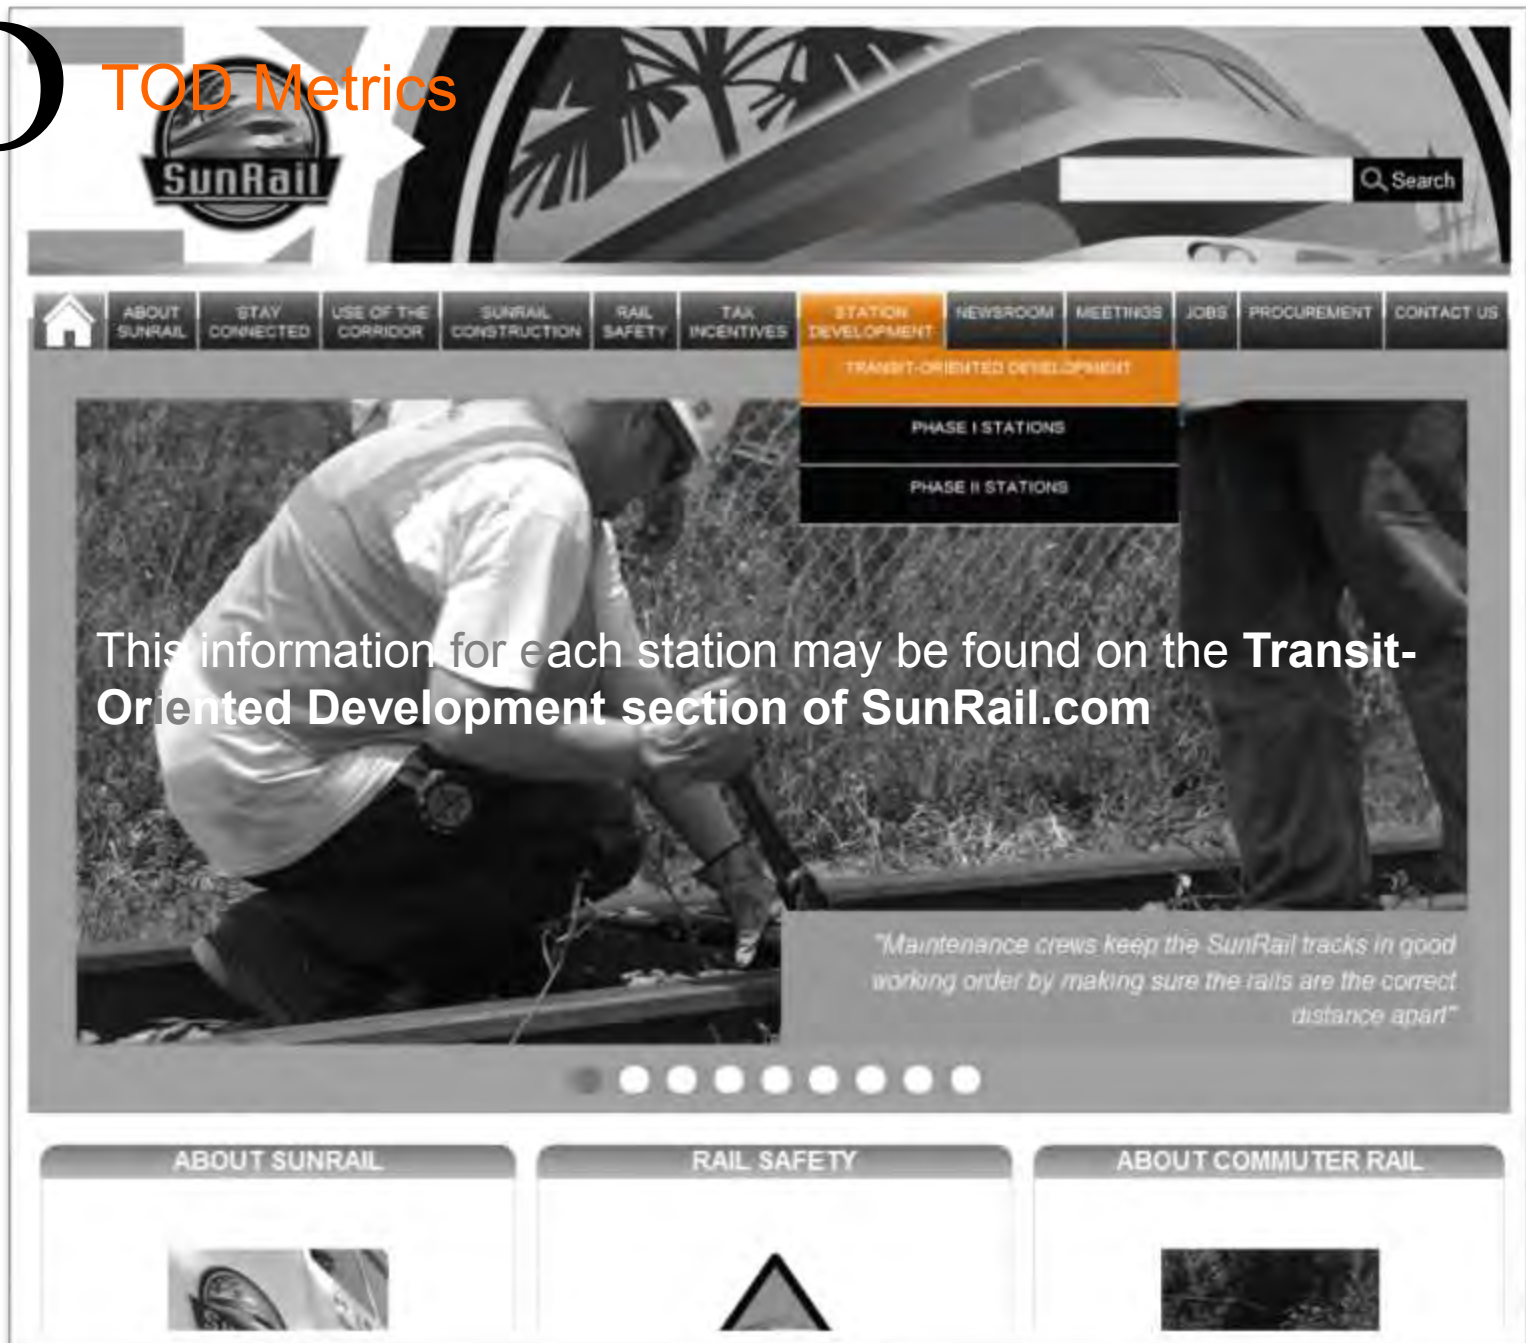 TOD Metrics
SunRail
Search
ABOUT SUNRAIL
STAY CONNECTED
USE OF THE CORRIDOR
SUNRAIL CONSTRUCTION
RAIL SAFETY
TAX INCENTIVES
STATION DEVELOPMENT
NEWSROOM
MEETINGS
JOBS
PROCUREMENT
CONTACT US
TRANSIT-ORIENTED DEVELOPMENT
PHASE I STATIONS
PHASE II STATIONS
This information for each station may be found on the Transit-
Oriented Development section of SunRail.com
"Maintenance crews keep the SunRail tracks in good
working order by making sure the rails are the correct
distance apart"
ABOUT SUNRAIL
RAIL SAFETY
ABOUT COMMUTER RAIL